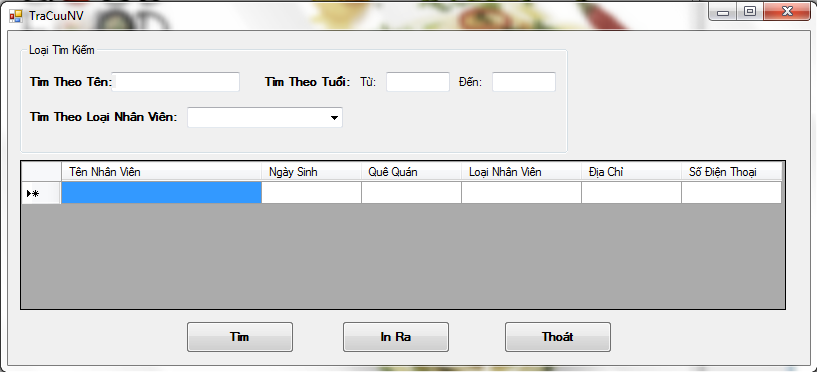 TraCuuNV
Loại Tìm Kiếm
Tìm Theo Tên: Tìm Theo Tuổi: Từ: Đến:
Tìm Theo Loại Nhân Viên:
Tên Nhân Viên Ngày Sinh Quê Quán Loại Nhân Viên Địa Chỉ Số Điện Thoại
Tìm In Ra Thoát